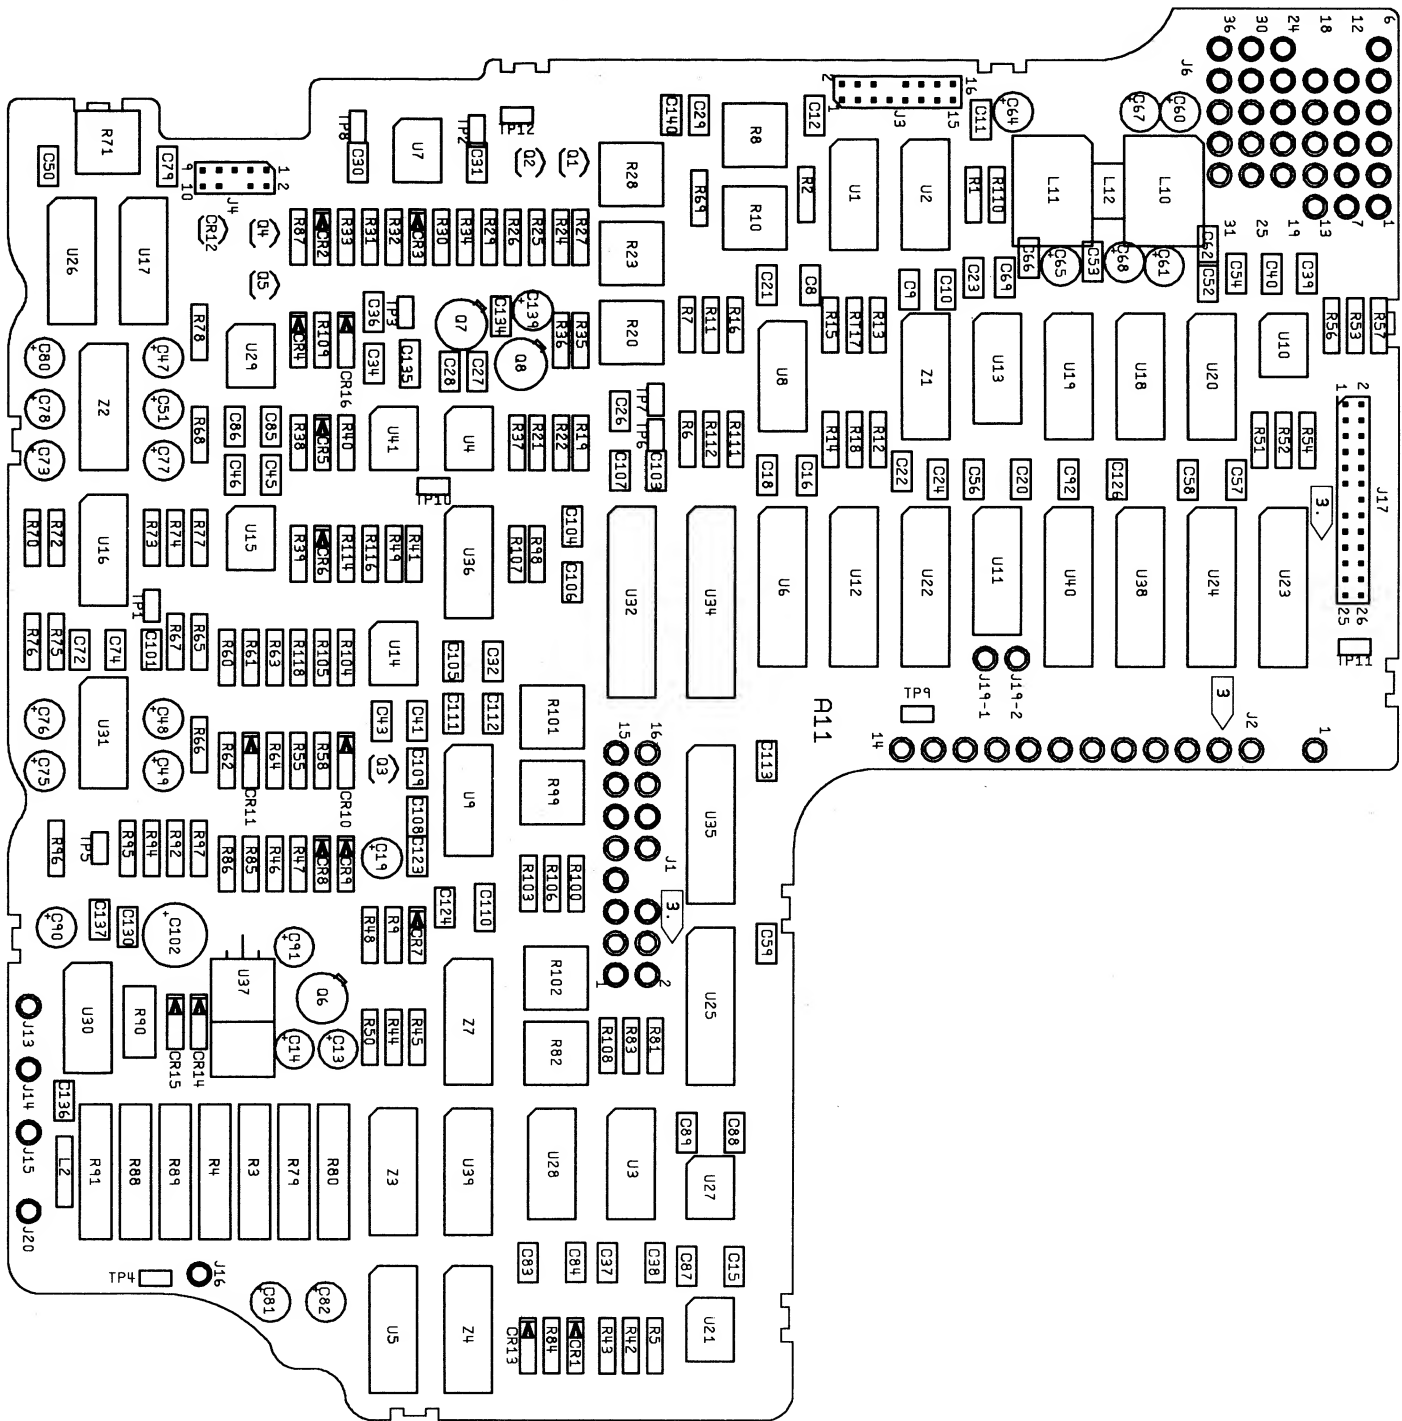 36 30 24 18 12 6
J6
2 16
1 15
J3
C140 C29 C12 C11 C64 C67 C60
TP8 TP2 TP12
R71 U7 R8
C50 C79 C30 C31 Q2 Q1
9 1
10 2
J4
R28 R69 R2 U1 U2 R1 R110 L11 L12 L10
R10
U26 U17 CR12 Q4 R87 CR2 R33 R31 R32 CR3 R30 R34 R29 R26 R25 R24 R27
31 25 19 13 7 1
Q5
R23
C66 C65 C53 C68 C61 C62 C52 C54 C40 C39
C21 C8 C9 C10 C23 C69
R78 U29 CR4 R109 CR16 C36 TP3 Q7 C134 C139 R36 R35 R20 R7 R11 R16 R15 RT17 R13
R56 R53 R57
C80 Z2 C47 C34 C135 C28 C27 Q8
U8 Z1 U13 U19 U18 U20 U10
1 2
C78 C51 R68 C86 C85 R38 CR5 R40 U41 U4 R37 R21 R22 R19 C26 TP7 TP6 R6 R112 R111 R14 R18 R12
R51 R52 R54
C73 C77 C46 C45 C107 C103 C18 C16 C22 C24 C56 C20 C92 C126 C58 C57
TP10
J17
3.
R70 R72 U16 R73 R74 R77 U15 R39 CR6 R114 R116 R49 R41 U36 R107 R98 C104 C106
U32 U34 U6 U12 U22 U11 U40 U38 U24 U23
TP1
25 26
TP11
R76 R75 C72 C74 C101 R67 R65 R60 R61 R63 R118 R105 R104 U14 C105 C32
J19-1 J19-2
TP9
3
J2
A11
14 1
C76 U31 C48 R66 C43 C41 C111 C112 R101
15 16
C75 C49 R62 CR11 R64 R55 R58 CR10 Q3 C109 U9 R99 U35 C113
C108
R96 TP5 R95 R94 R92 R97 R86 R85 R46 R47 CR8 CR9 C19 C123
R103 R106 R100
J1
3.
C90 C137 C130 C102 C91 R48 R9 CR7 C124 C110 C59
U37 R102
1 2
J13 U30 R90 CR15 CR14 Q6 Z7 U25
C14 C13 R50 R44 R45 R82 R108 R83 R81
J14 C136
J15 L2 R91 R88 R89 R4 R3 R79 R80 Z3 U39 U28 U3 C89 C88 U27
J20
TP4 J16
C83 C84 C37 C38 C87 C15
C81 C82
U5 Z4 CR13 R84 CR1 R43 R42 R5 U21